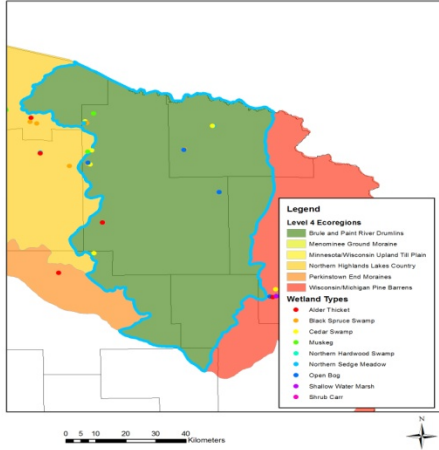 Legend
Level 4 Ecoregions
Brule and Paint River Drumlins
Menominee Ground Moraine
Minnesota/Wisconsin Upland Till Plain
Northern Highlands Lakes Country
Perkinstown End Moraines
Wisconsin/Michigan Pine Barrens
Wetland Types
Alder Thicket
Black Spruce Swamp
Cedar Swamp
Muskeg
Northern Hardwood Swamp
Northern Sedge Meadow
Open Bog
Shallow Water Marsh
Shrub Carr
0 5 10 20 30 40
Kilometers
N